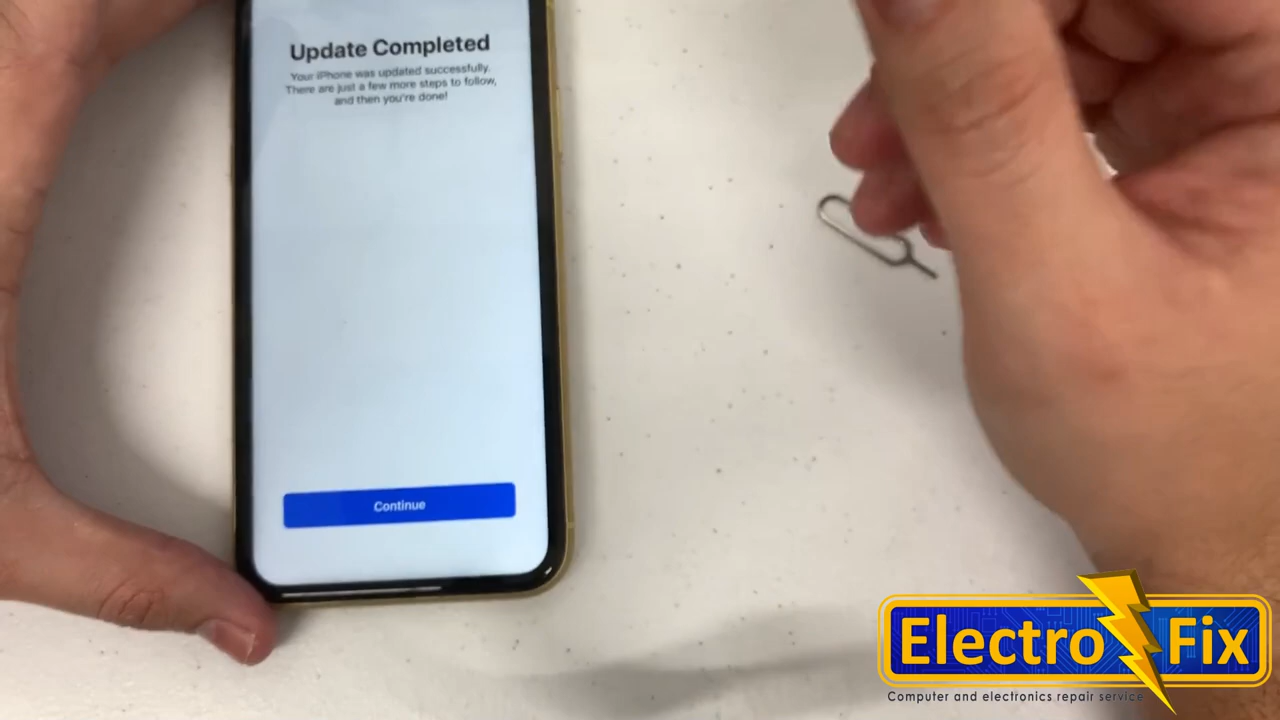 Update Completed
Your iPhone was updated successfully.
There are just a few more steps to follow,
and then you're done!
Continue
Electro Fix
Computer and electronics repair service